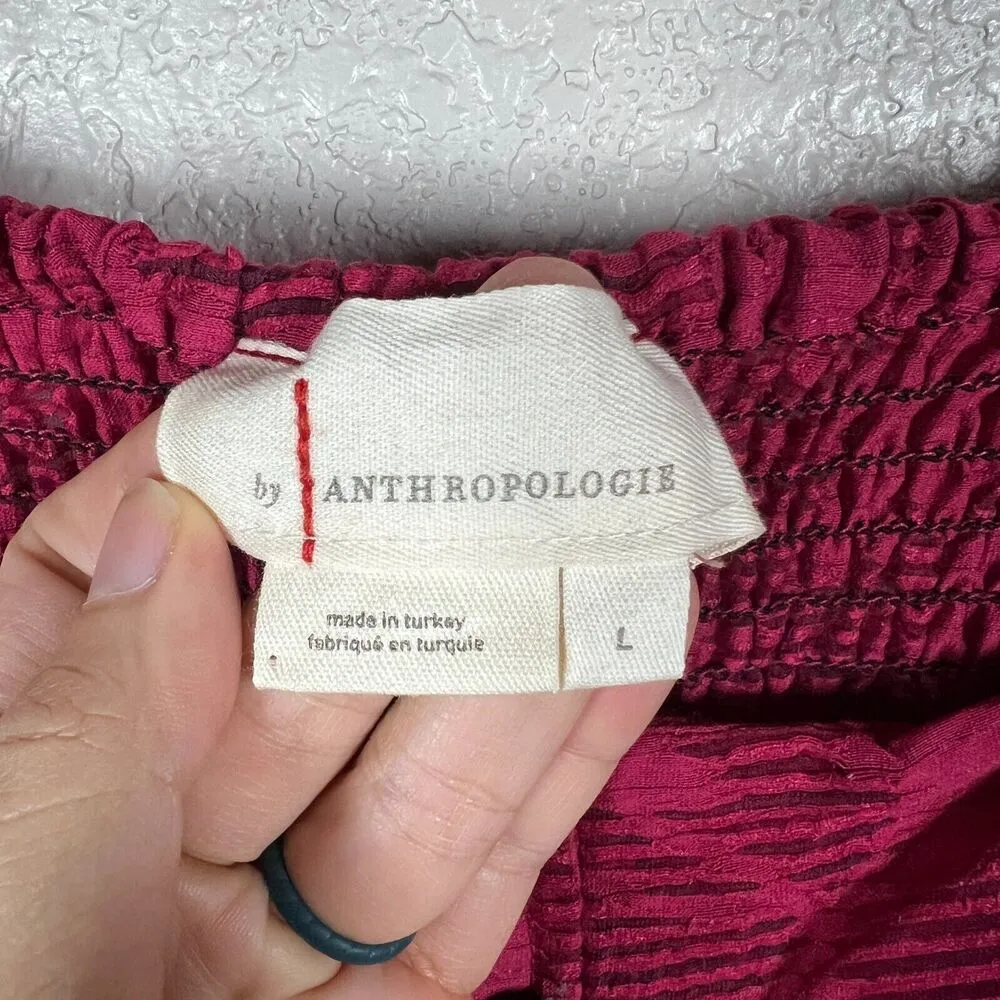 by ANTHROPOLOGIE
made in turkey
fabriqué en turquie
L